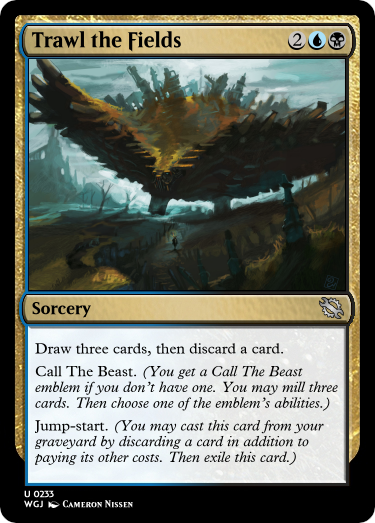 Trawl the Fields 2
Sorcery
Draw three cards, then discard a card.
Call The Beast. (You get a Call The Beast
emblem if you don't have one. You may mill three
cards. Then choose one of the emblem's abilities.)
Jump-start. (You may cast this card from your
graveyard by discarding a card in addition to
paying its other costs. Then exile this card.)
U 0233
WGJ Cameron Nissen